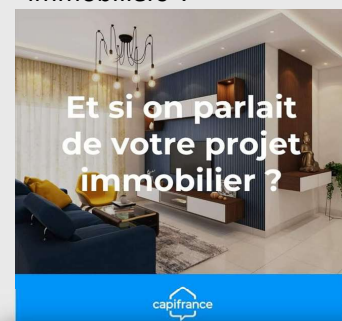 Et si on parlait
de votre projet
immobilier ?
capifrance